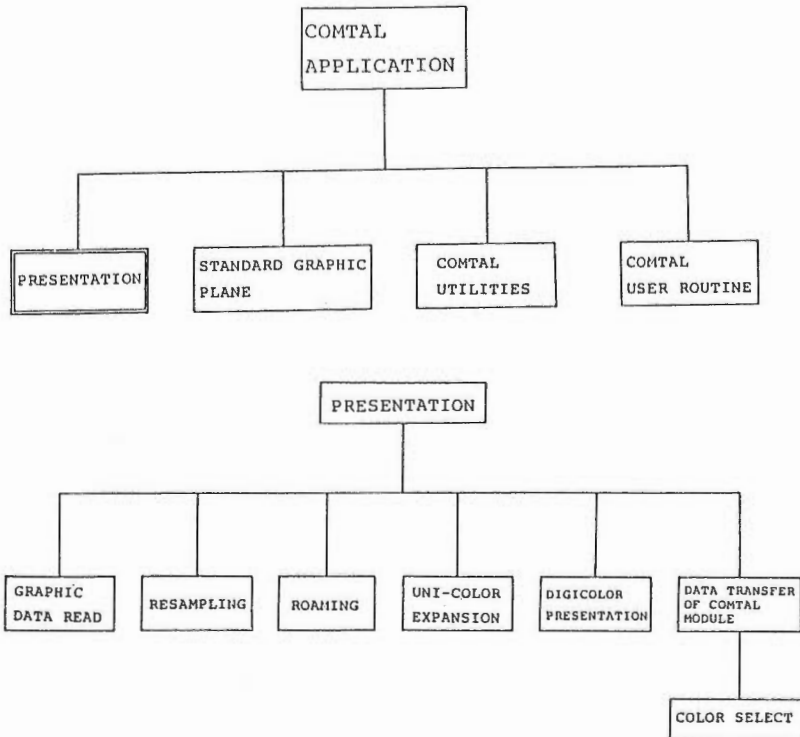 COMTAL
APPLICATION
PRESENTATION
STANDARD GRAPHIC
PLANE
COMTAL
UTILITIES
COMTAL
USER ROUTINE
PRESENTATION
GRAPHIC
DATA READ
RESAMPLING
ROAMING
UNI-COLOR
EXPANSION
DIGICOLOR
PRESENTATION
DATA TRANSFER
OF COMTAL
MODULE
COLOR SELECT